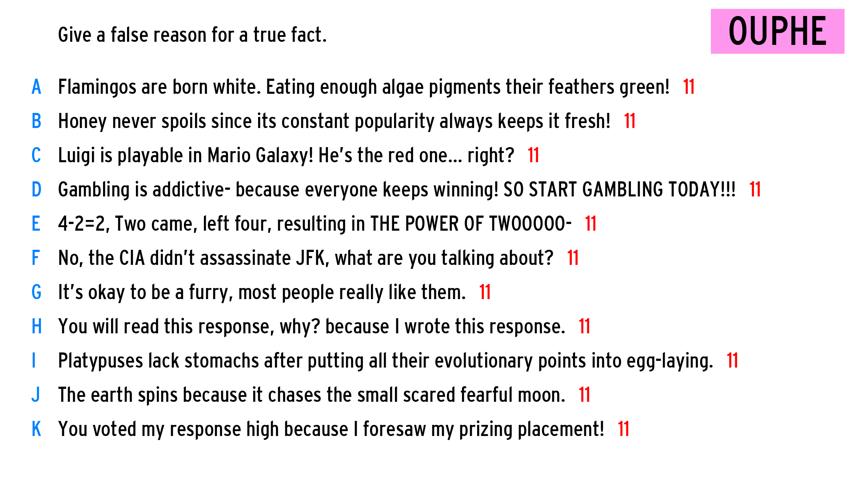 Give a false reason for a true fact.
OUPHE
A Flamingos are born white. Eating enough algae pigments their feathers green! 11
B Honey never spoils since its constant popularity always keeps it fresh! 11
C Luigi is playable in Mario Galaxy! He's the red one... right? 11
D Gambling is addictive- because everyone keeps winning! SO START GAMBLING TODAY!!! 11
E 4-2=2, Two came, left four, resulting in THE POWER OF TWOOOOO- 11
F No, the CIA didn't assassinate JFK, what are you talking about? 11
G It's okay to be a furry, most people really like them. 11
H You will read this response, why? because I wrote this response. 11
I Platypuses lack stomachs after putting all their evolutionary points into egg-laying. 11
J The earth spins because it chases the small scared fearful moon. 11
K You voted my response high because I foresaw my prizing placement! 11